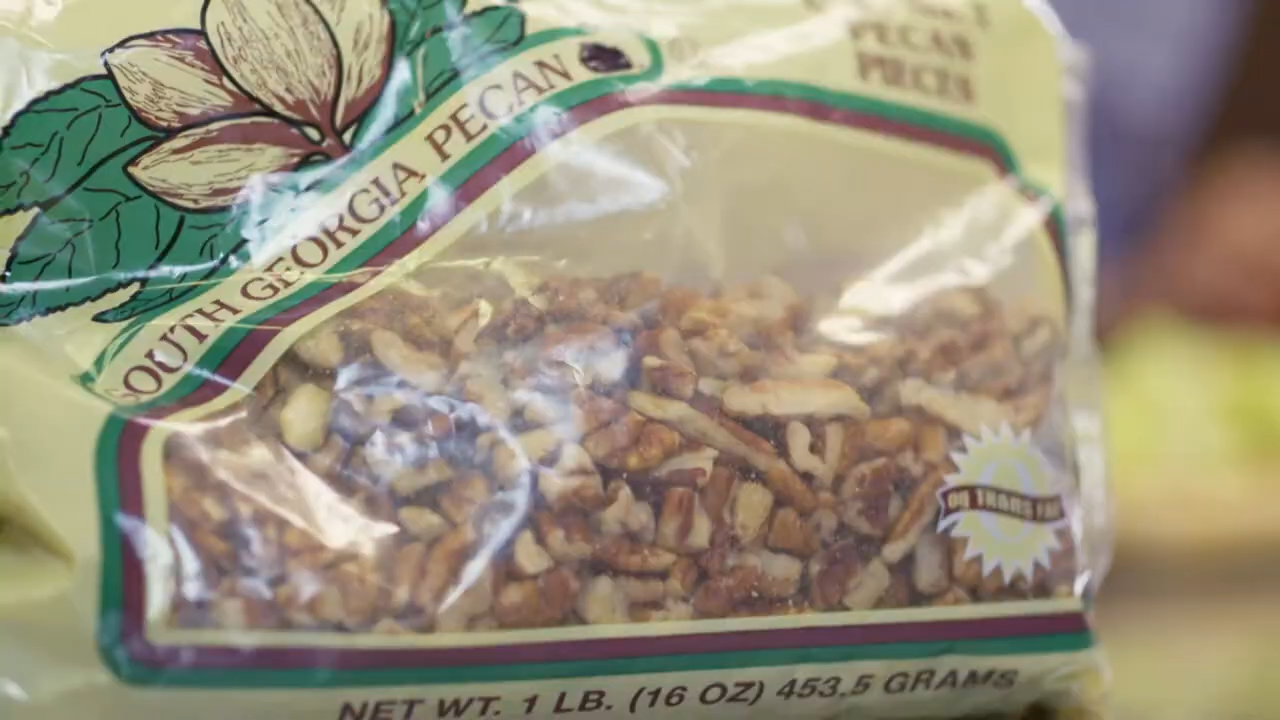 PECAN
PIECES
SOUTH GEORGIA PECAN
0g TRANS FAT
NET WT. 1 LB. (16 OZ) 453.5 GRAMS